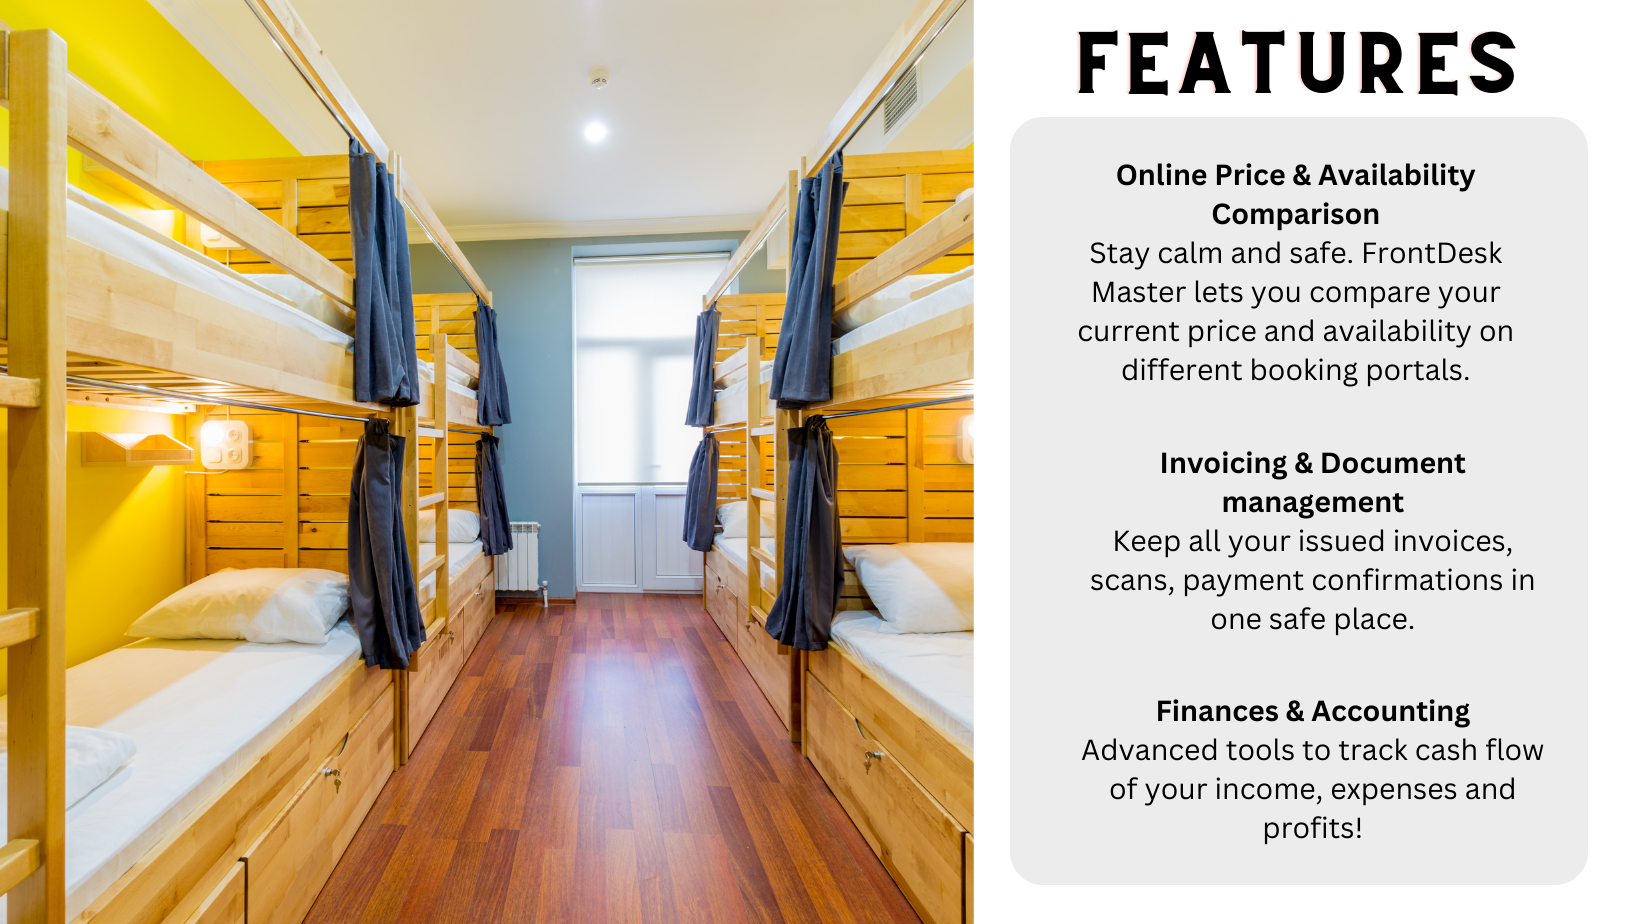 FEATURES
Online Price & Availability
Comparison
Stay calm and safe. FrontDesk
Master lets you compare your
current price and availability on
different booking portals.
Invoicing & Document
management
Keep all your issued invoices,
scans, payment confirmations in
one safe place.
Finances & Accounting
Advanced tools to track cash flow
of your income, expenses and
profits!